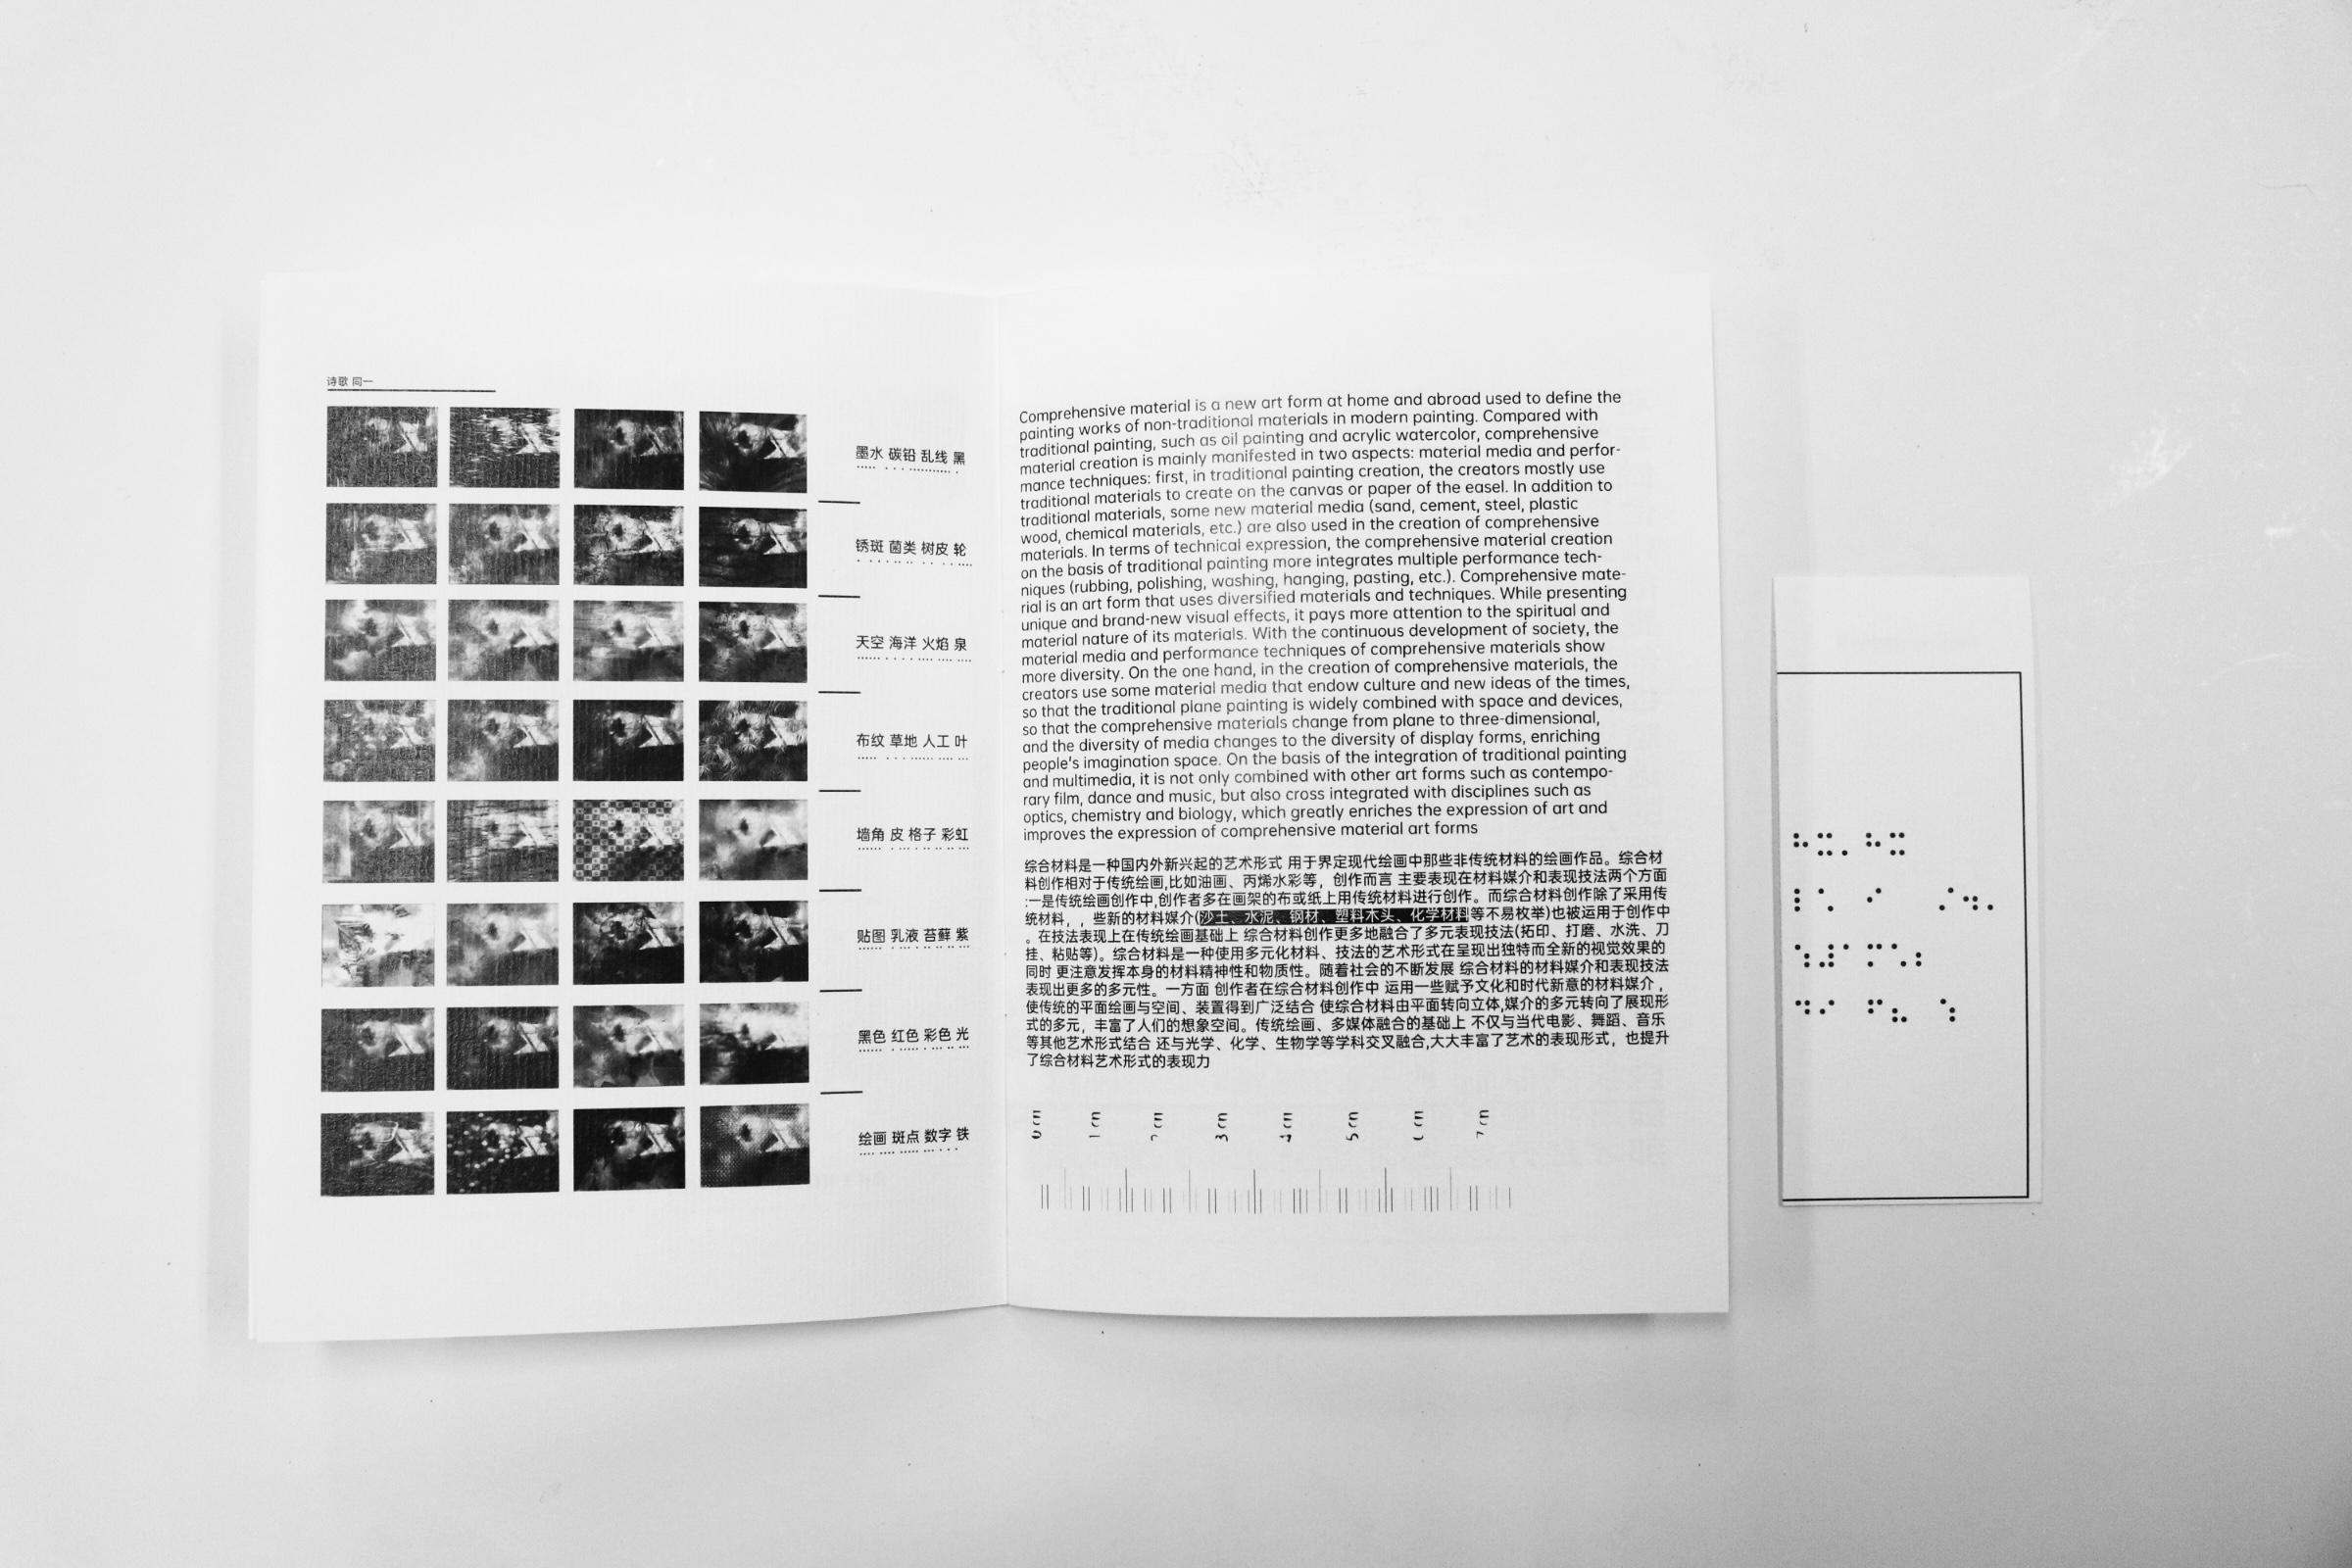 诗歌 同一
墨水 碳铅 乱线 黑
锈斑 菌类 树皮 轮
天空 海洋 火焰 泉
布纹 草地 人工 叶
墙角 皮 格子 彩虹
贴图 乳液 苔藓 紫
黑色 红色 彩色 光
绘画 斑点 数字 铁
Comprehensive material is a new art form at home and abroad used to define the
painting works of non-traditional materials in modern painting. Compared with
traditional painting, such as oil painting and acrylic watercolor, comprehensive
material creation is mainly manifested in two aspects: material media and perfor-
mance techniques: first, in traditional painting creation, the creators mostly use
traditional materials to create on the canvas or paper of the easel. In addition to
traditional materials, some new material media (sand, cement, steel, plastic
wood, chemical materials, etc.) are also used in the creation of comprehensive
materials. In terms of technical expression, the comprehensive material creation
on the basis of traditional painting more integrates multiple performance tech-
niques (rubbing, polishing, washing, hanging, pasting, etc.). Comprehensive mate-
rial is an art form that uses diversified materials and techniques. While presenting
unique and brand-new visual effects, it pays more attention to the spiritual and
material nature of its materials. With the continuous development of society, the
material media and performance techniques of comprehensive materials show
more diversity. On the one hand, in the creation of comprehensive materials, the
creators use some material media that endow culture and new ideas of the times,
so that the traditional plane painting is widely combined with space and devices,
so that the comprehensive materials change from plane to three-dimensional,
and the diversity of media changes to the diversity of display forms, enriching
people's imagination space. On the basis of the integration of traditional painting
and multimedia, it is not only combined with other art forms such as contempo-
rary film, dance and music, but also cross integrated with disciplines such as
optics, chemistry and biology, which greatly enriches the expression of art and
improves the expression of comprehensive material art forms
综合材料是一种国内外新兴起的艺术形式 用于界定现代绘画中那些非传统材料的绘画作品。综合材
料创作相对于传统绘画,比如油画、丙烯水彩等，创作而言 主要表现在材料媒介和表现技法两个方面
:一是传统绘画创作中,创作者多在画架的布或纸上用传统材料进行创作。而综合材料创作除了采用传
统材料，，些新的材料媒介(沙土、水泥、钢材、塑料木头、化学材料等不易枚举)也被运用于创作中
。在技法表现上在传统绘画基础上 综合材料创作更多地融合了多元表现技法(拓印、打磨、水洗、刀
挂、粘贴等)。综合材料是一种使用多元化材料、技法的艺术形式在呈现出独特而全新的视觉效果的
同时 更注意发挥本身的材料精神性和物质性。随着社会的不断发展 综合材料的材料媒介和表现技法
表现出更多的多元性。一方面 创作者在综合材料创作中 运用一些赋予文化和时代新意的材料媒介，
使传统的平面绘画与空间、装置得到广泛结合 使综合材料由平面转向立体,媒介的多元转向了展现形
式的多元，丰富了人们的想象空间。传统绘画、多媒体融合的基础上 不仅与当代电影、舞蹈、音乐
等其他艺术形式结合 还与光学、化学、生物学等学科交叉融合,大大丰富了艺术的表现形式，也提升
了综合材料艺术形式的表现力